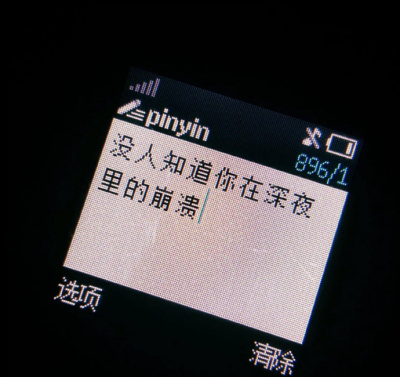 pinyin
896/1
没人知道你在深夜
里的崩溃
选项
清除